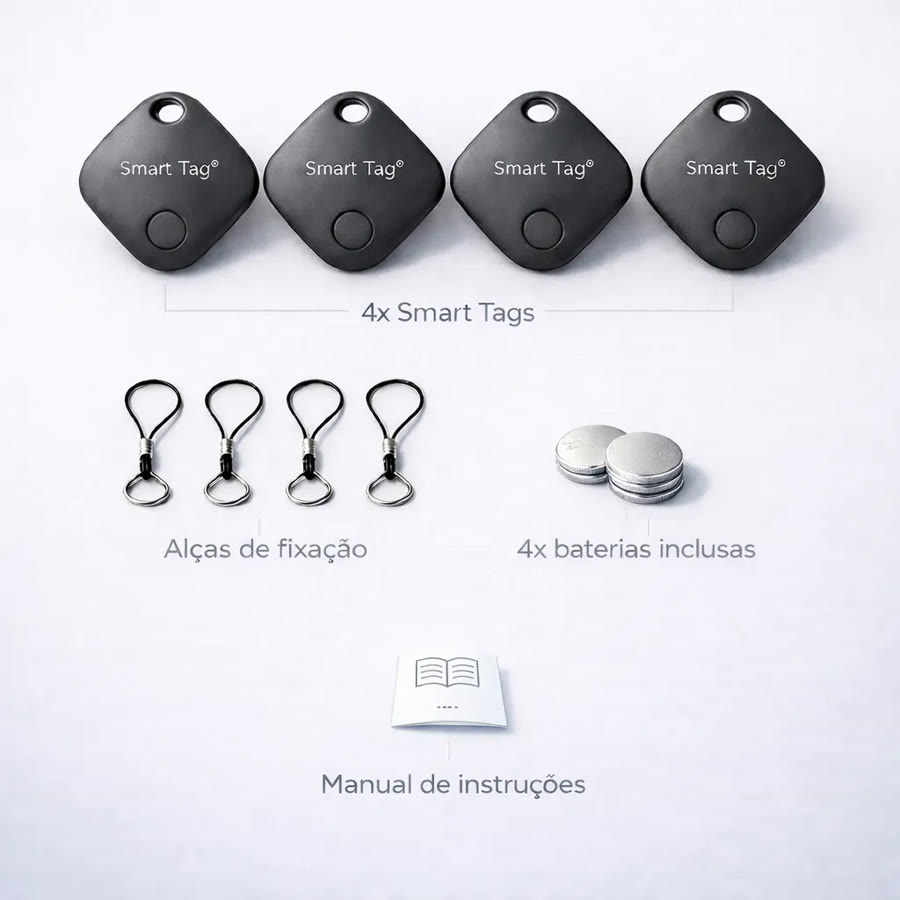 Smart Tag®
Smart Tag®
Smart Tag®
Smart Tag®
4x Smart Tags
Alças de fixação
4x baterias inclusas
Manual de instruções